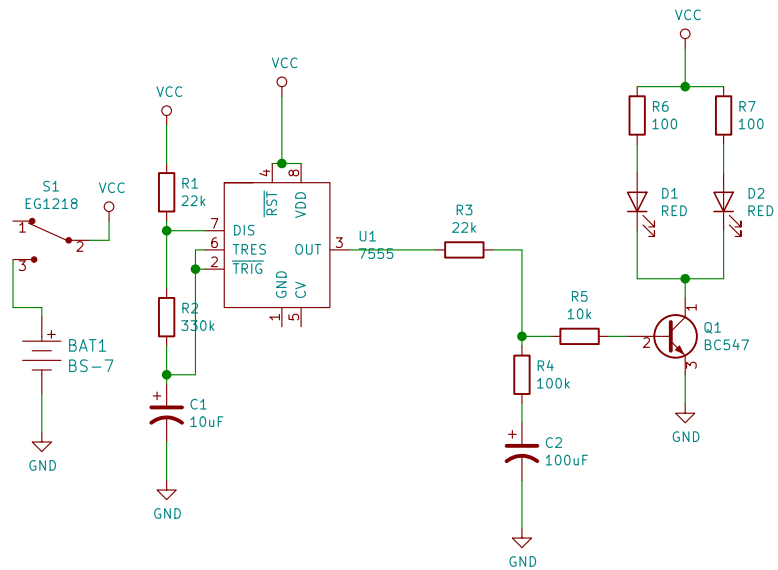 S1
EG1218
VCC
1
2
3
BAT1
BS-7
+
GND
VCC
R1
22k
R2
330k
+
C1
10uF
GND
VCC
4
8
RST
VDD
7
DIS
6
TRES
2
TRIG
OUT
3
GND
CV
1
5
U1
7555
R3
22k
R5
10k
R4
100k
+
C2
100uF
GND
VCC
R6
100
R7
100
D1
RED
D2
RED
1
2
3
Q1
BC547
GND